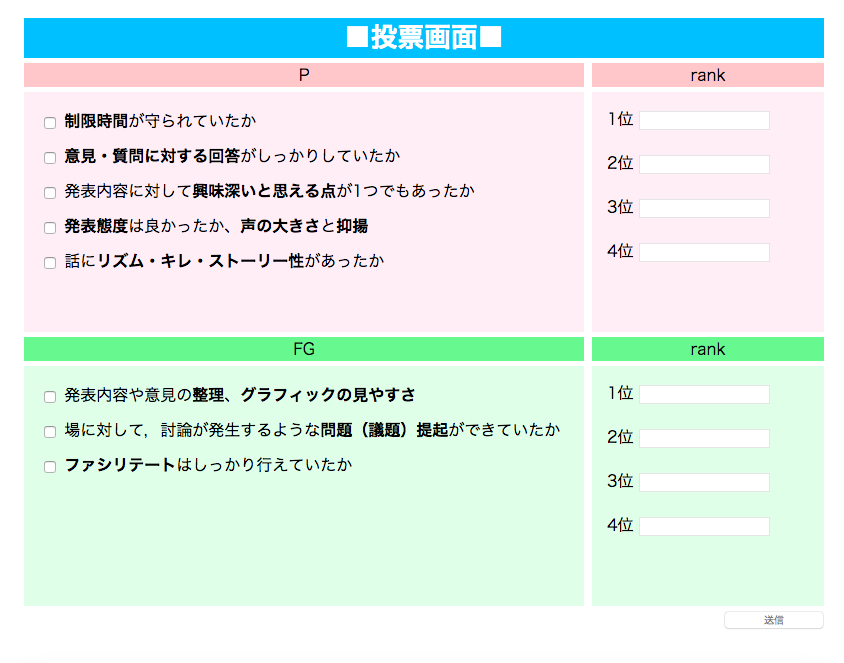 ■投票画面■
P
rank
制限時間が守られていたか
意見・質問に対する回答がしっかりしていたか
発表内容に対して興味深いと思える点が1つでもあったか
発表態度は良かったか、声の大きさと抑揚
話にリズム・キレ・ストーリー性があったか
1位
2位
3位
4位
FG
rank
発表内容や意見の整理、グラフィックの見やすさ
場に対して，討論が発生するような問題（議題）提起ができていたか
ファシリテートはしっかり行えていたか
1位
2位
3位
4位
送信